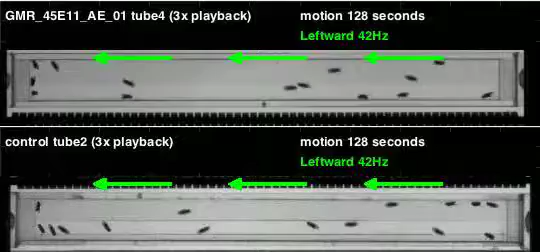 GMR_45E11_AE_01 tube4 (3x playback)
motion 128 seconds
Leftward 42Hz
control tube2 (3x playback)
motion 128 seconds
Leftward 42Hz